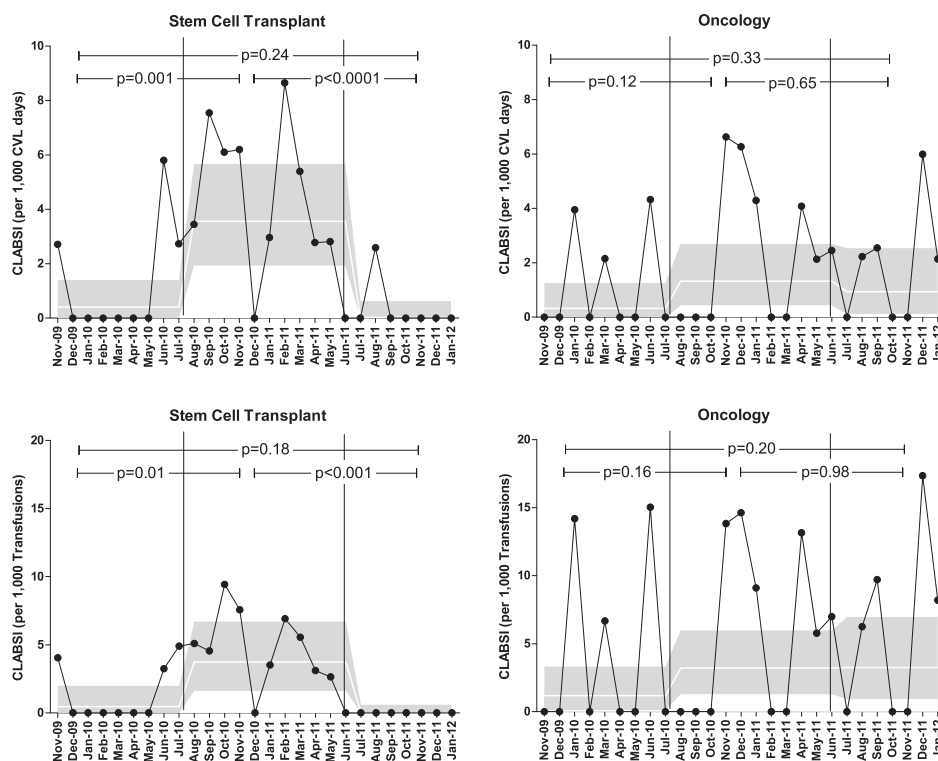 Stem Cell Transplant
CLABSI (per 1,000 CVL days)
10
8
6
4
2
0
p=0.24
p=0.001
p<0.0001
Nov-09
Dec-09
Jan-10
Feb-10
Mar-10
Apr-10
May-10
Jun-10
Jul-10
Aug-10
Sep-10
Oct-10
Nov-10
Dec-10
Jan-11
Feb-11
Mar-11
Apr-11
May-11
Jun-11
Jul-11
Aug-11
Sep-11
Oct-11
Nov-11
Dec-11
Jan-12
Oncology
CLABSI (per 1,000 CVL days)
10
8
6
4
2
0
p=0.33
p=0.12
p=0.65
Nov-09
Dec-09
Jan-10
Feb-10
Mar-10
Apr-10
May-10
Jun-10
Jul-10
Aug-10
Sep-10
Oct-10
Nov-10
Dec-10
Jan-11
Feb-11
Mar-11
Apr-11
May-11
Jun-11
Jul-11
Aug-11
Sep-11
Oct-11
Nov-11
Dec-11
Jan-12
Stem Cell Transplant
CLABSI (per 1,000 Transfusions)
20
15
10
5
0
p=0.18
p=0.01
p<0.001
Nov-09
Dec-09
Jan-10
Feb-10
Mar-10
Apr-10
May-10
Jun-10
Jul-10
Aug-10
Sep-10
Oct-10
Nov-10
Dec-10
Jan-11
Feb-11
Mar-11
Apr-11
May-11
Jun-11
Jul-11
Aug-11
Sep-11
Oct-11
Nov-11
Dec-11
Jan-12
Oncology
CLABSI (per 1,000 Transfusions)
20
15
10
5
0
p=0.20
p=0.16
p=0.98
Nov-09
Dec-09
Jan-10
Feb-10
Mar-10
Apr-10
May-10
Jun-10
Jul-10
Aug-10
Sep-10
Oct-10
Nov-10
Dec-10
Jan-11
Feb-11
Mar-11
Apr-11
May-11
Jun-11
Jul-11
Aug-11
Sep-11
Oct-11
Nov-11
Dec-11
Jan-12